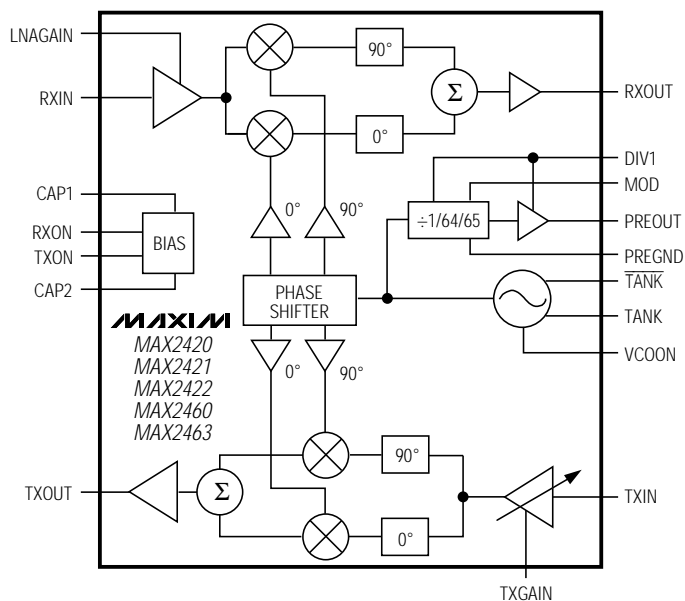 LNAGAIN
RXIN
90°
Σ
RXOUT
0°
DIV1
MOD
CAP1
RXON
TXON
CAP2
BIAS
0°
90°
÷1/64/65
PREOUT
PREGND
PHASE
SHIFTER
TANK
TANK
VCOON
MAXIM
MAX2420
MAX2421
MAX2422
MAX2460
MAX2463
0°
90°
90°
TXOUT
Σ
TXIN
0°
TXGAIN